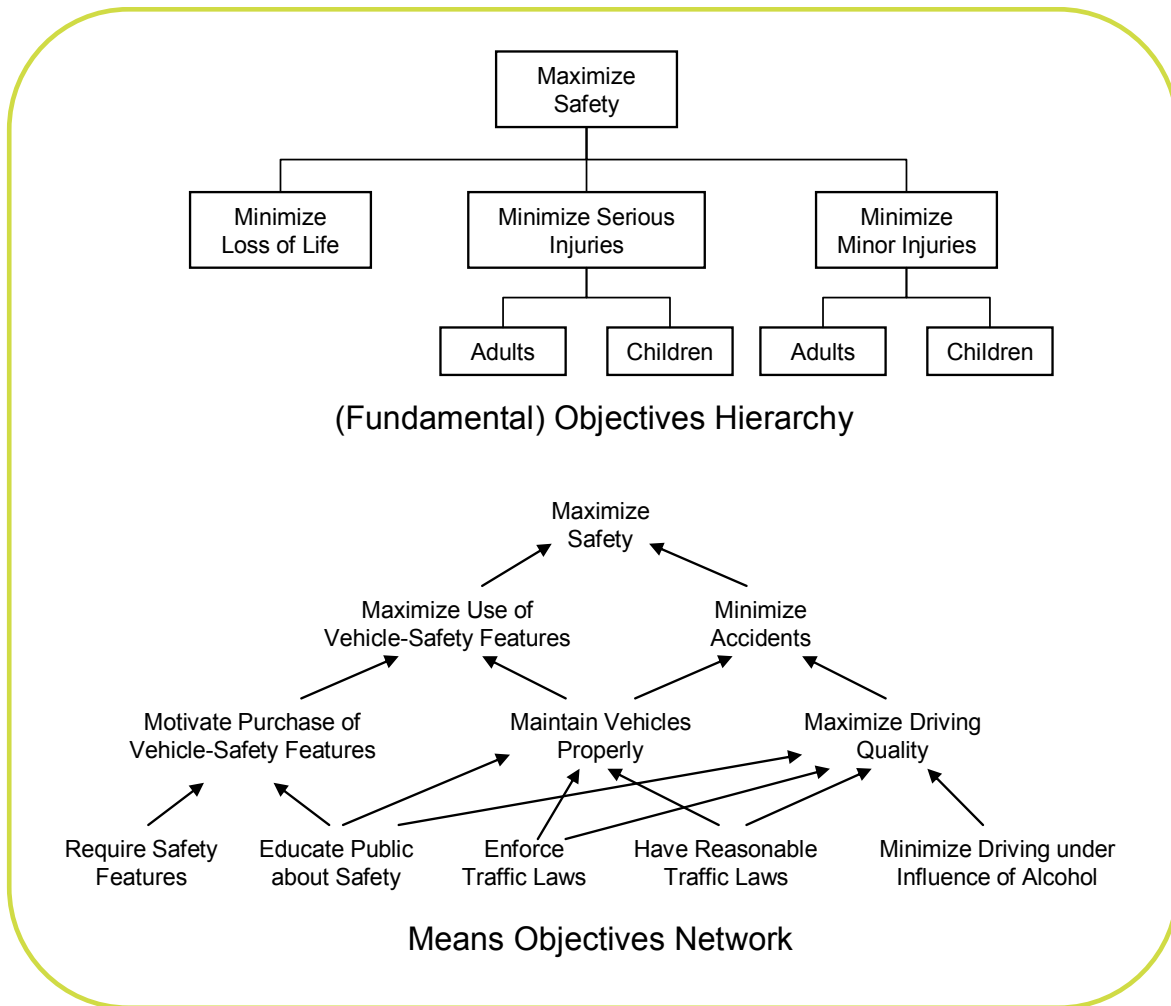 Maximize
Safety
Minimize
Loss of Life
Minimize Serious
Injuries
Minimize
Minor Injuries
Adults
Children
Adults
Children
(Fundamental) Objectives Hierarchy
Maximize
Safety
Maximize Use of
Vehicle-Safety Features
Minimize
Accidents
Motivate Purchase of
Vehicle-Safety Features
Maintain Vehicles
Properly
Maximize Driving
Quality
Require Safety
Features
Educate Public
about Safety
Enforce
Traffic Laws
Have Reasonable
Traffic Laws
Minimize Driving under
Influence of Alcohol
Means Objectives Network